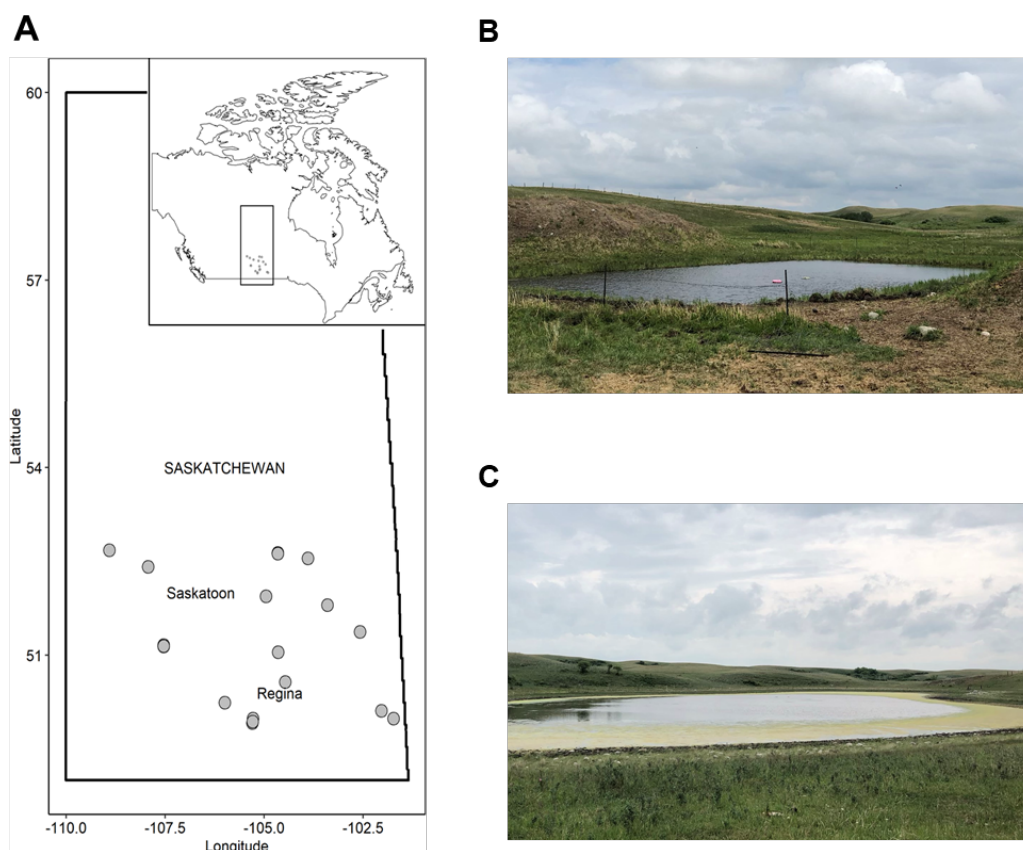 A
B
60
57
Latitude
54
SASKATCHEWAN
Saskatoon
51
Regina
-110.0
-107.5
-105.0
-102.5
Longitude
C